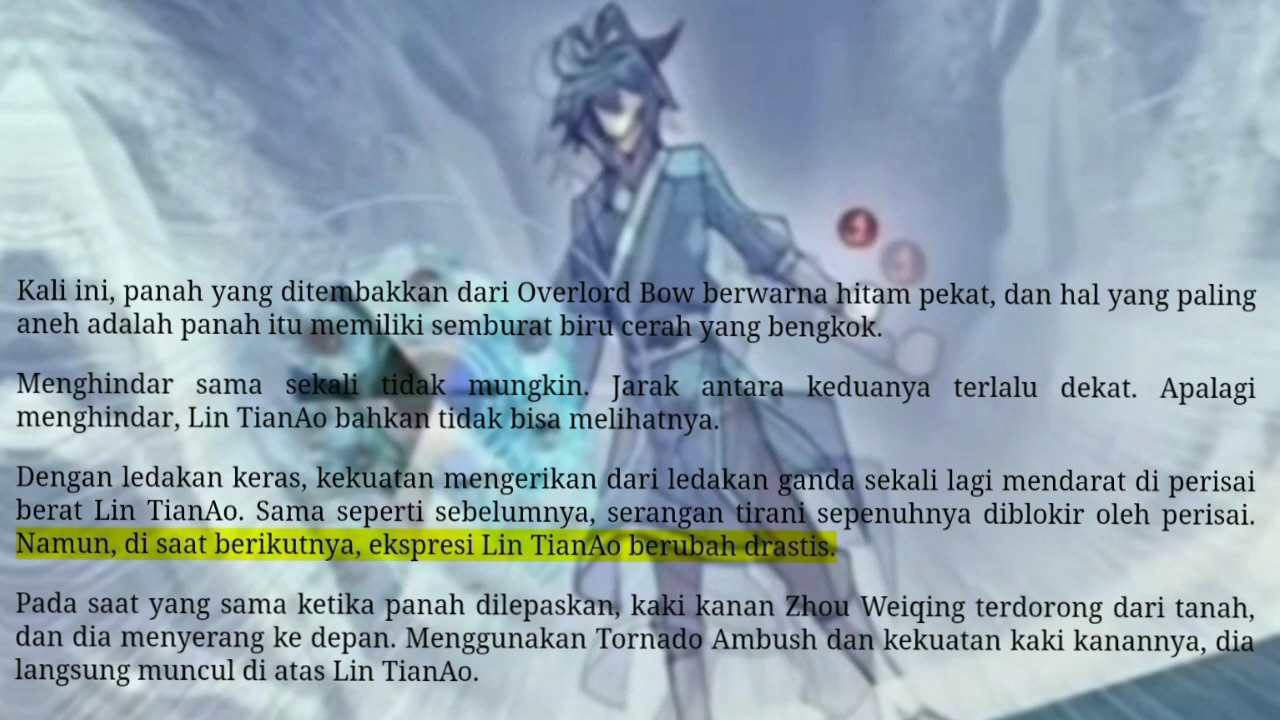 Kali ini, panah yang ditembakkan dari Overlord Bow berwarna hitam pekat, dan hal yang paling
aneh adalah panah itu memiliki semburat biru cerah yang bengkok.
Menghindar sama sekali tidak mungkin. Jarak antara keduanya terlalu dekat. Apalagi
menghindar, Lin TianAo bahkan tidak bisa melihatnya.
Dengan ledakan keras, kekuatan mengerikan dari ledakan ganda sekali lagi mendarat di perisai
berat Lin TianAo. Sama seperti sebelumnya, serangan tirani sepenuhnya diblokir oleh perisai.
Namun, di saat berikutnya, ekspresi Lin TianAo berubah drastis.
Pada saat yang sama ketika panah dilepaskan, kaki kanan Zhou Weiqing terdorong dari tanah,
dan dia menyerang ke depan. Menggunakan Tornado Ambush dan kekuatan kaki kanannya, dia
langsung muncul di atas Lin TianAo.